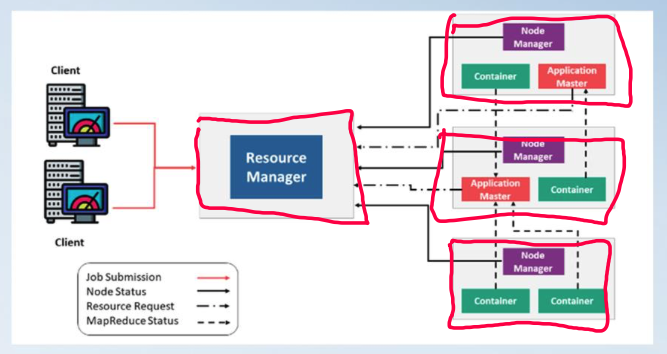 Client
Client
Resource
Manager
Node
Manager
Container
Application
Master
Node
Manager
Application
Master
Container
Node
Manager
Container
Container
Job Submission
Node Status
Resource Request
MapReduce Status